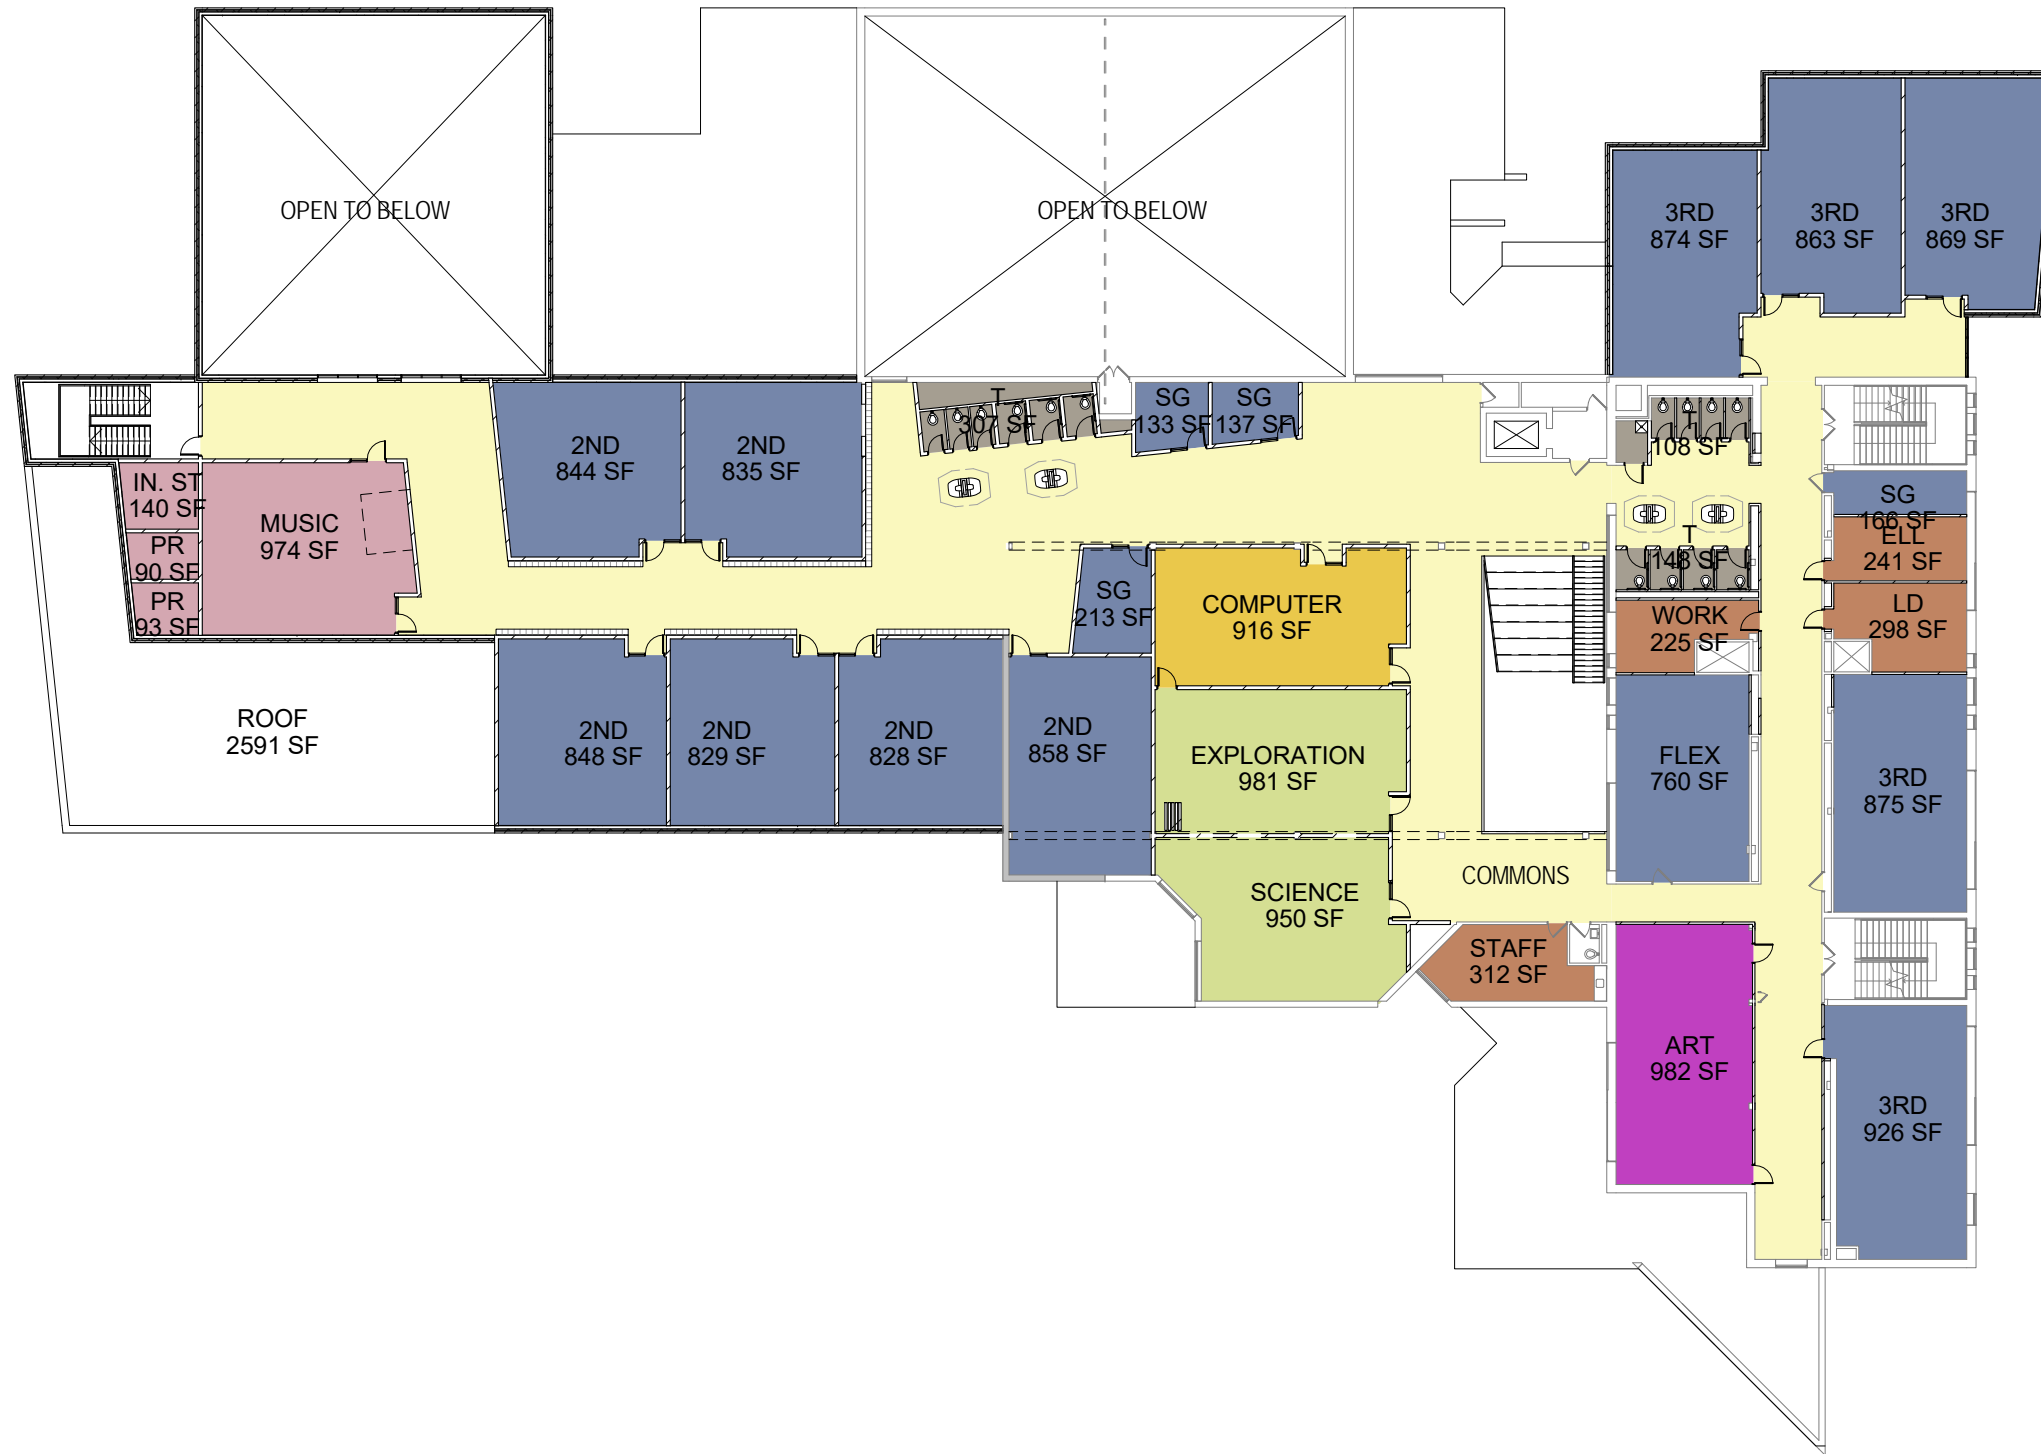 OPEN TO BELOW
OPEN TO BELOW
3RD
874 SF
3RD
863 SF
3RD
869 SF
T
307 SF
SG
133 SF
SG
137 SF
T
108 SF
2ND
844 SF
2ND
835 SF
IN. ST
140 SF
MUSIC
974 SF
PR
90 SF
PR
93 SF
SG
166 SF
ELL
241 SF
T
148 SF
SG
213 SF
COMPUTER
916 SF
WORK
225 SF
LD
298 SF
ROOF
2591 SF
2ND
848 SF
2ND
829 SF
2ND
828 SF
2ND
858 SF
EXPLORATION
981 SF
FLEX
760 SF
3RD
875 SF
SCIENCE
950 SF
COMMONS
STAFF
312 SF
ART
982 SF
3RD
926 SF